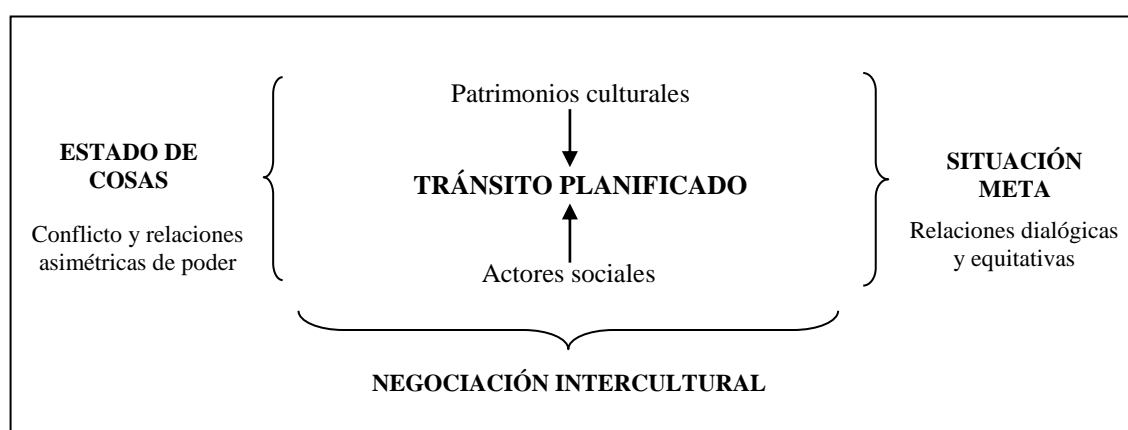 Patrimonios culturales
ESTADO DE
COSAS
Conflicto y relaciones
asimétricas de poder
TRÁNSITO PLANIFICADO
Actores sociales
SITUACIÓN
META
Relaciones dialógicas
y equitativas
NEGOCIACIÓN INTERCULTURAL